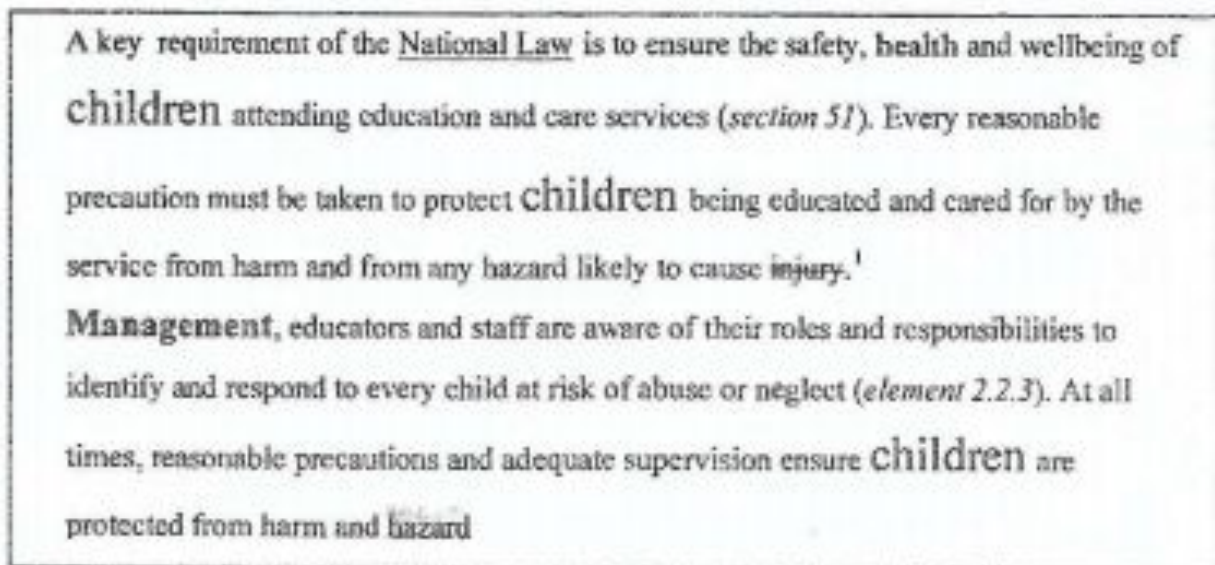 A key requirement of the National Law is to ensure the safety, health and wellbeing of
children attending education and care services (section 51). Every reasonable
precaution must be taken to protect children being educated and cared for by the
service from harm and from any hazard likely to cause injury.¹
Management, educators and staff are aware of their roles and responsibilities to
identify and respond to every child at risk of abuse or neglect (element 2.2.3). At all
times, reasonable precautions and adequate supervision ensure children are
protected from harm and hazard